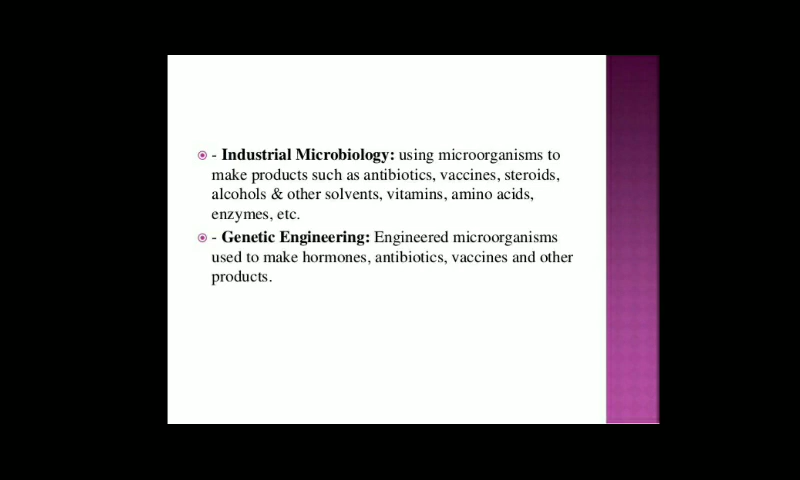 - Industrial Microbiology: using microorganisms to
make products such as antibiotics, vaccines, steroids,
alcohols & other solvents, vitamins, amino acids,
enzymes, etc.
- Genetic Engineering: Engineered microorganisms
used to make hormones, antibiotics, vaccines and other
products.